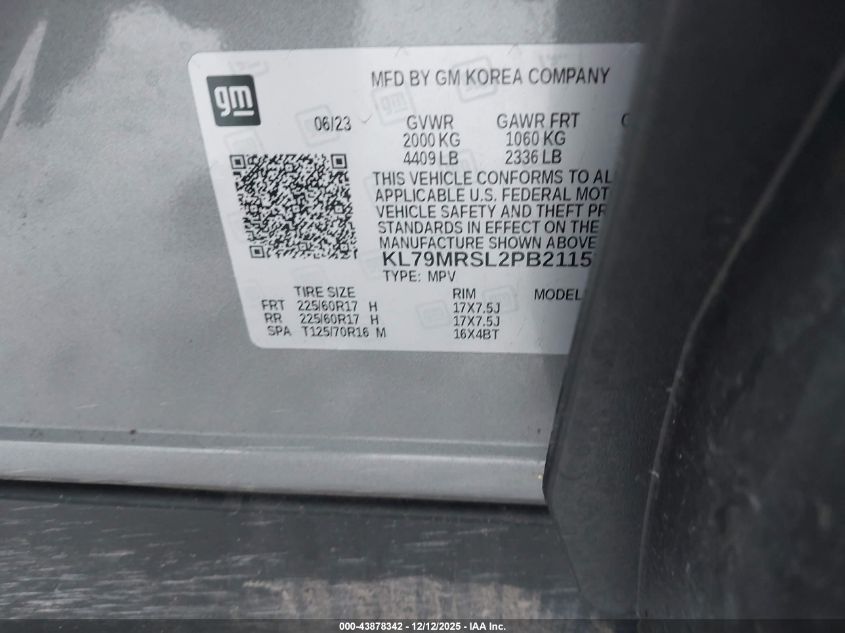 gm
MFD BY GM KOREA COMPANY
06/23 GVWR GAWR FRT
2000 KG 1060 KG
4409 LB 2336 LB
THIS VEHICLE CONFORMS TO AL
APPLICABLE U.S. FEDERAL MOT
VEHICLE SAFETY AND THEFT PR
STANDARDS IN EFFECT ON THE
MANUFACTURE SHOWN ABOVE
KL79MRSL2PB2115
TYPE: MPV
TIRE SIZE RIM MODEL
FRT 225/60R17 H 17X7.5J
RR 225/60R17 H 17X7.5J
SPA T125/70R16 M 16X4BT
000-43878342 / 12/12/2025 - IAA Inc.